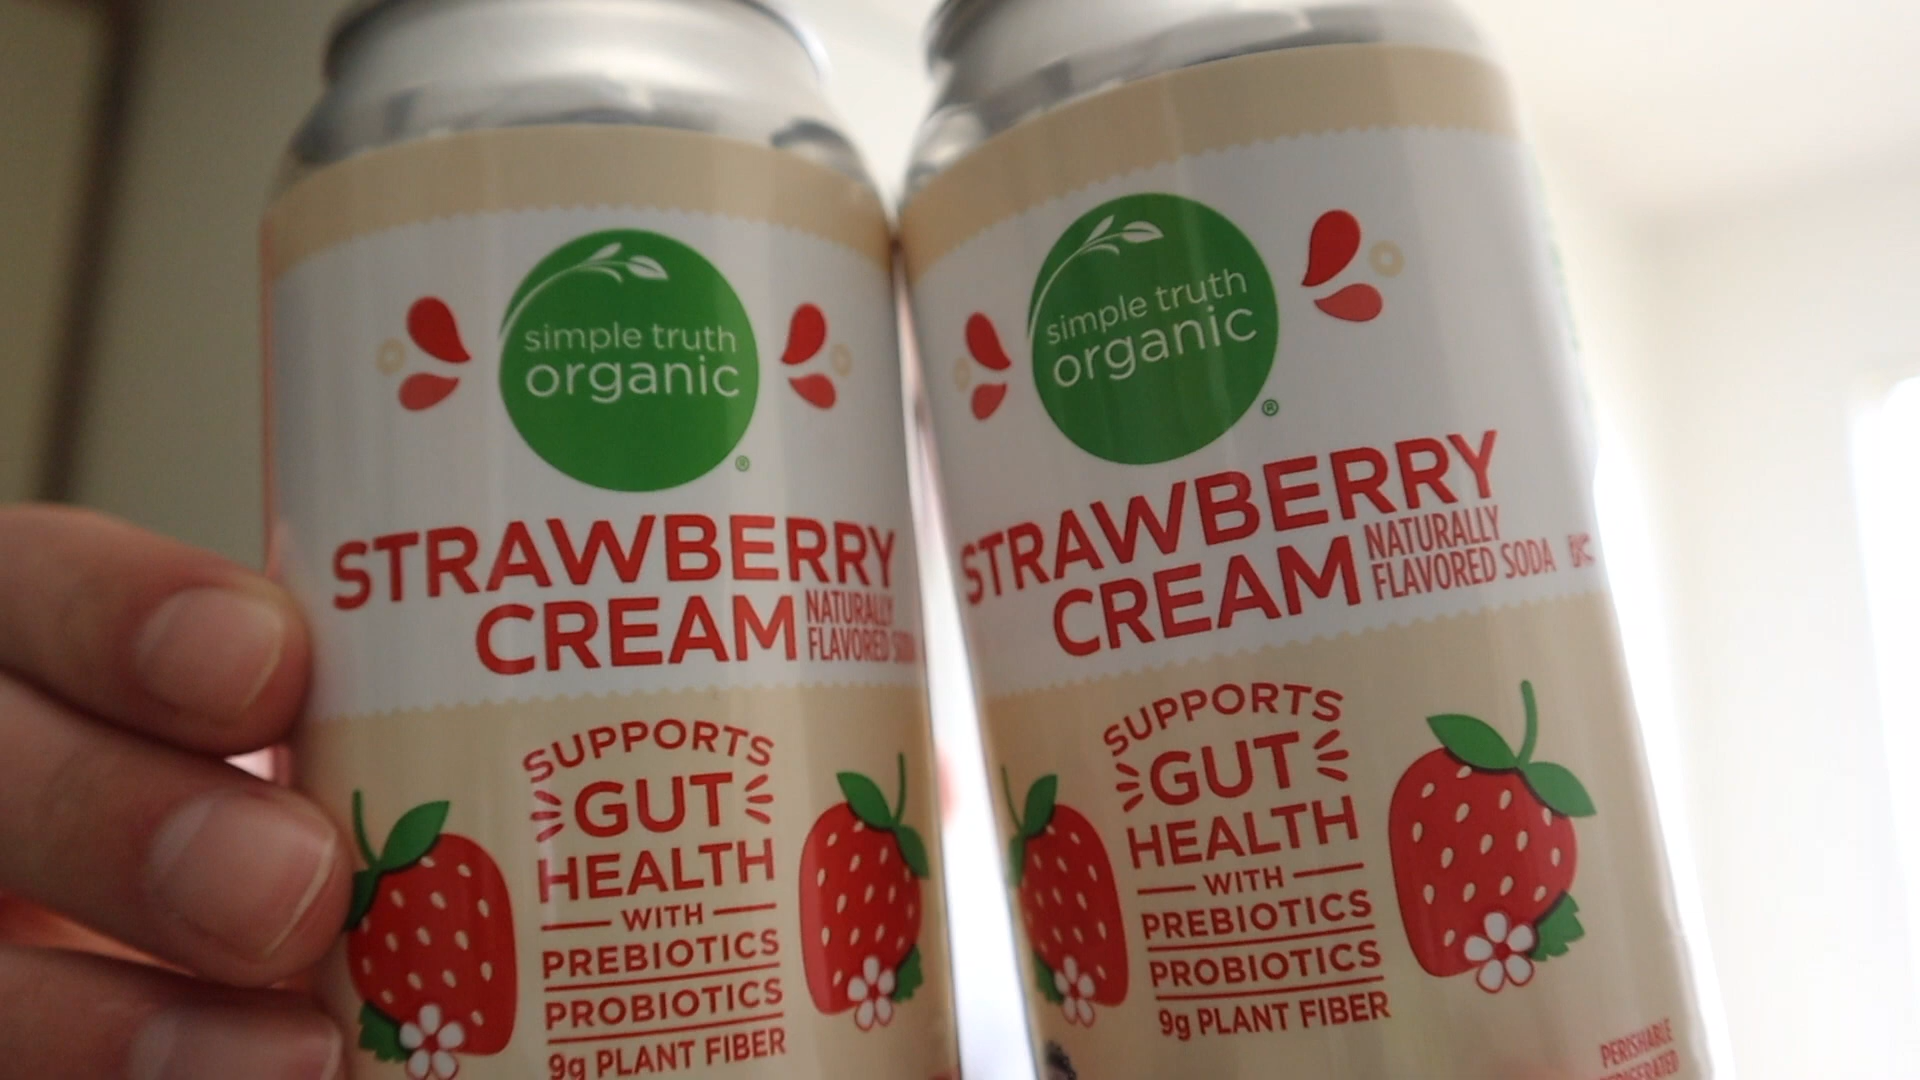 simple truth
organic
®
STRAWBERRY
CREAM
NATURALLY
FLAVORED SODA
SUPPORTS
GUT
HEALTH
WITH
PREBIOTICS
PROBIOTICS
9g PLANT FIBER
simple truth
organic
®
STRAWBERRY
CREAM
NATURALLY
FLAVORED SODA
SUPPORTS
GUT
HEALTH
WITH
PREBIOTICS
PROBIOTICS
9g PLANT FIBER
PERISHABLE